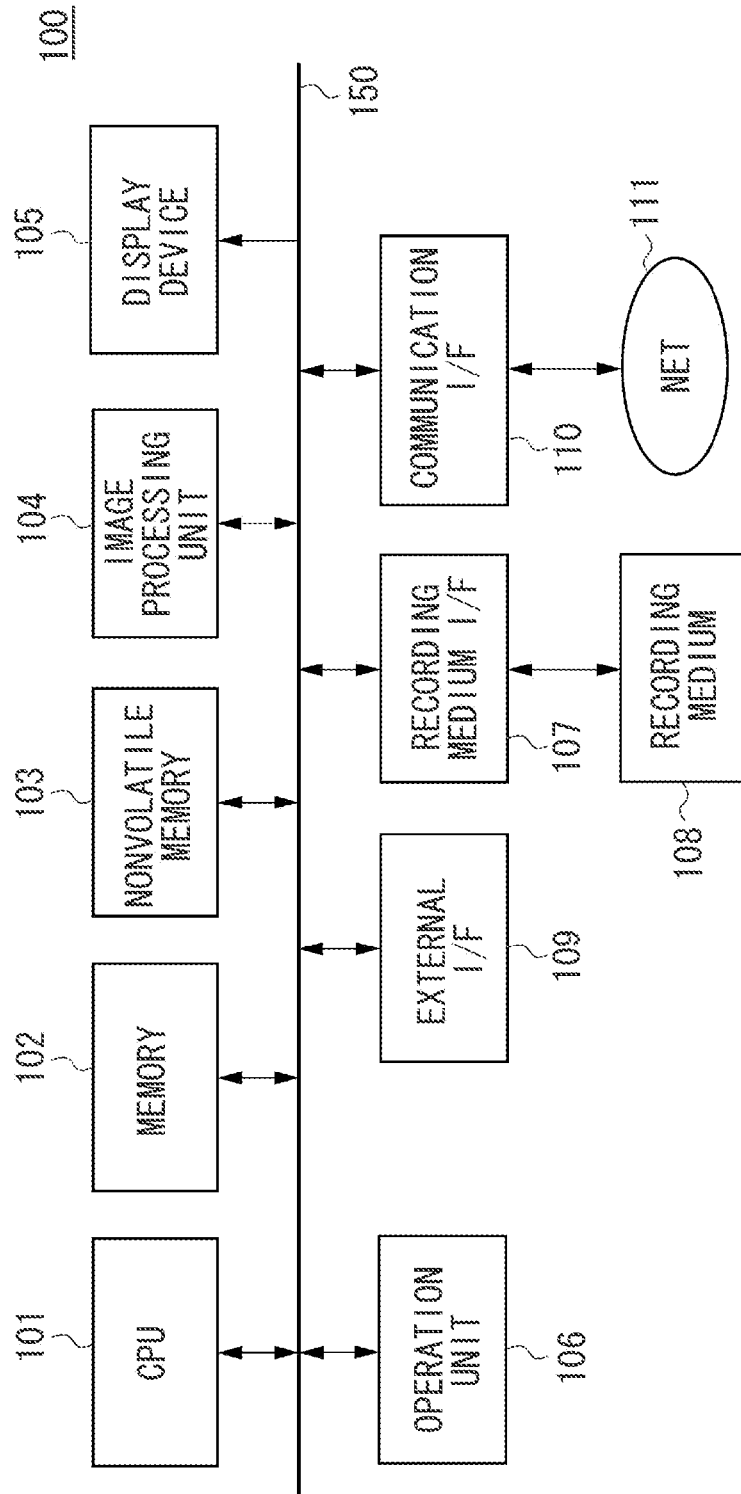 100
101
102
103
104
105
CPU
MEMORY
NONVOLATILE
MEMORY
IMAGE
PROCESSING
UNIT
DISPLAY
DEVICE
150
OPERATION
UNIT
EXTERNAL
I/F
RECORDING
MEDIUM I/F
COMMUNICATION
I/F
106
109
107
110
111
RECORDING
MEDIUM
NET
108